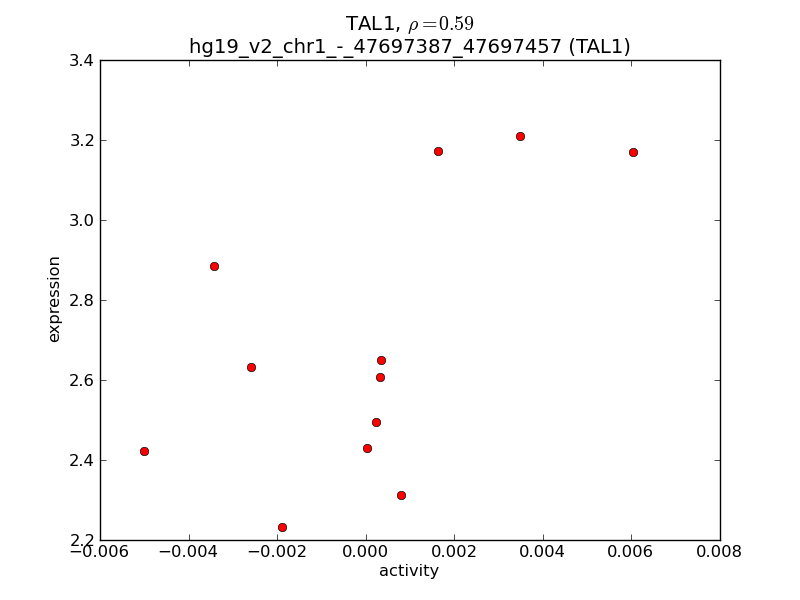 TAL1, ρ=0.59
hg19_v2_chr1_-_47697387_47697457 (TAL1)
3.4
3.2
3.0
2.8
2.6
2.4
2.2
expression
−0.006 −0.004 −0.002 0.000 0.002 0.004 0.006 0.008
activity